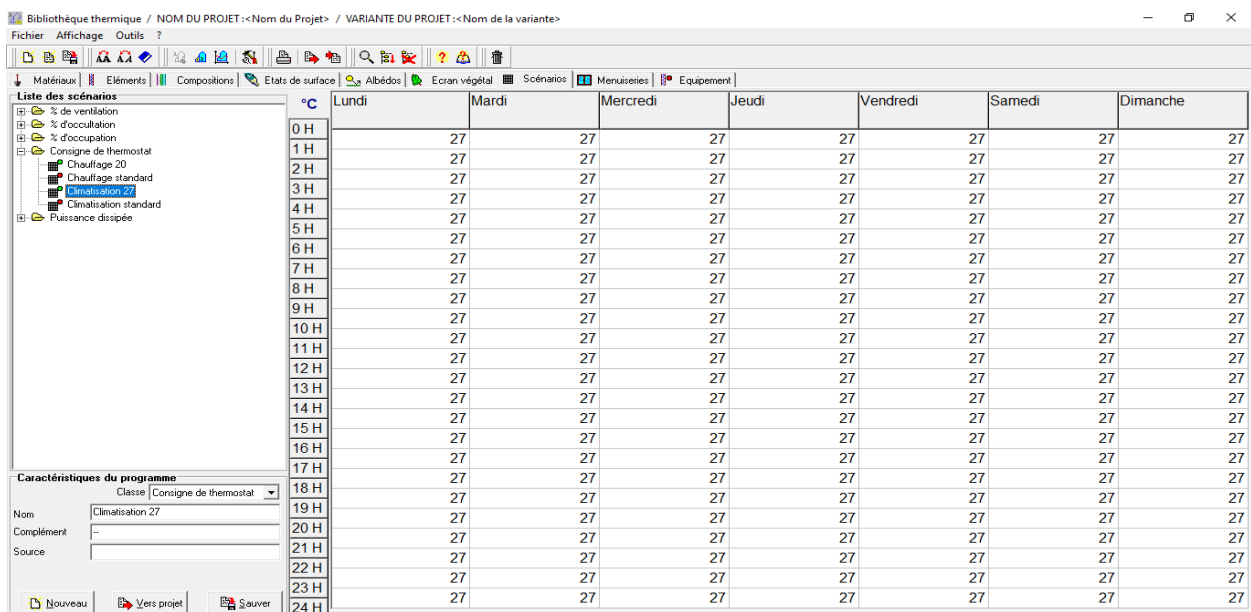 Bibliothèque thermique / NOM DU PROJET:<Nom du Projet> / VARIANTE DU PROJET:<Nom de la variante>
Fichier Affichage Outils ?
Matériaux Eléments Compositions Etats de surface Albédos Ecran végétal Scénarios Menuiseries Equipement
Liste des scénarios
% de ventilation
% d'occultation
% d'occupation
Consigne de thermostat
Chauffage 20
Chauffage standard
Climatisation 27
Climatisation standard
Puissance dissipée
Caractéristiques du programme
Classe Consigne de thermostat
Nom Climatisation 27
Complément --
Source
Nouveau Vers projet Sauver
°C Lundi Mardi Mercredi Jeudi Vendredi Samedi Dimanche
0 H
27 27 27 27 27 27 27
1 H
27 27 27 27 27 27 27
2 H
27 27 27 27 27 27 27
3 H
27 27 27 27 27 27 27
4 H
27 27 27 27 27 27 27
5 H
27 27 27 27 27 27 27
6 H
27 27 27 27 27 27 27
7 H
27 27 27 27 27 27 27
8 H
27 27 27 27 27 27 27
9 H
27 27 27 27 27 27 27
10 H
27 27 27 27 27 27 27
11 H
27 27 27 27 27 27 27
12 H
27 27 27 27 27 27 27
13 H
27 27 27 27 27 27 27
14 H
27 27 27 27 27 27 27
15 H
27 27 27 27 27 27 27
16 H
27 27 27 27 27 27 27
17 H
27 27 27 27 27 27 27
18 H
27 27 27 27 27 27 27
19 H
27 27 27 27 27 27 27
20 H
27 27 27 27 27 27 27
21 H
27 27 27 27 27 27 27
22 H
27 27 27 27 27 27 27
23 H
27 27 27 27 27 27 27
24 H